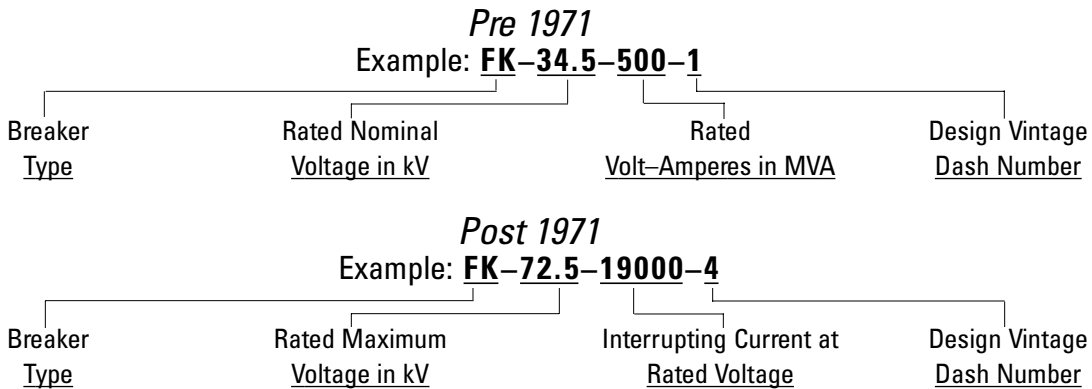 Pre 1971
Example: FK–34.5–500–1
Breaker Rated Nominal Rated Design Vintage
Type Voltage in kV Volt–Amperes in MVA Dash Number
Post 1971
Example: FK–72.5–19000–4
Breaker Rated Maximum Interrupting Current at Design Vintage
Type Voltage in kV Rated Voltage Dash Number